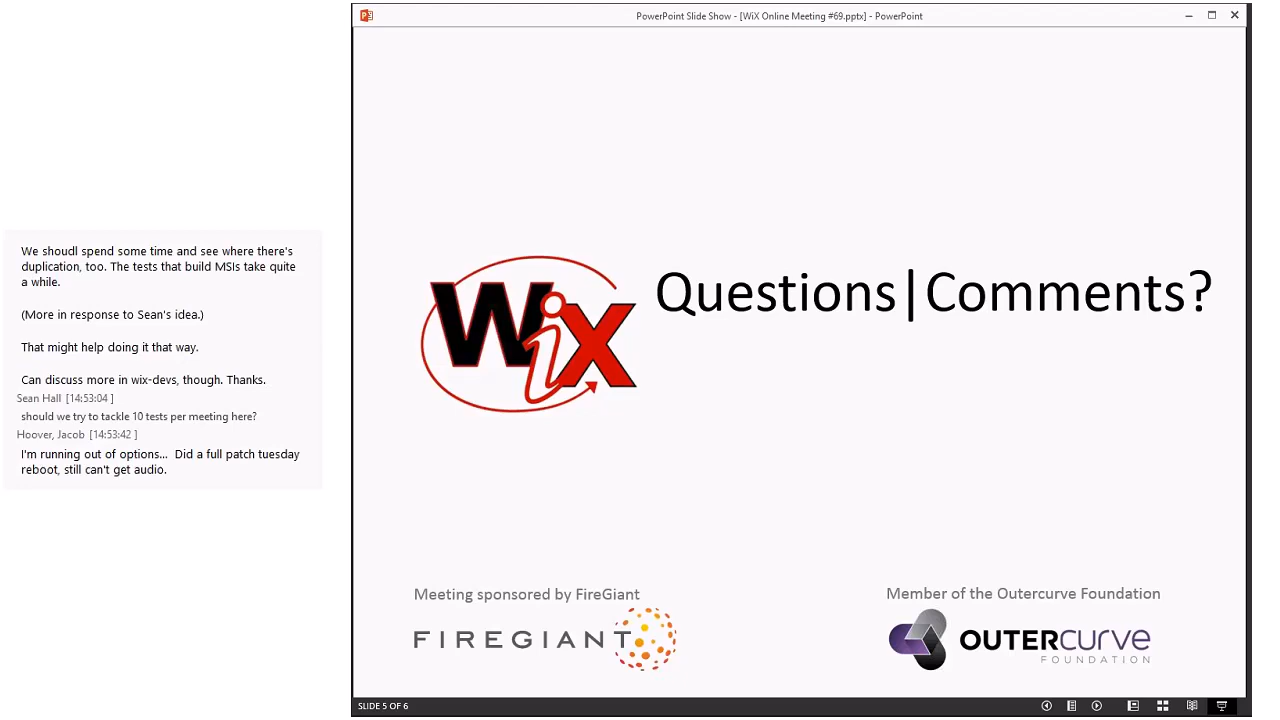 We shoudl spend some time and see where there's
duplication, too. The tests that build MSIs take quite
a while.
(More in response to Sean's idea.)
That might help doing it that way.
Can discuss more in wix-devs, though. Thanks.
Sean Hall [14:53:04 ]
should we try to tackle 10 tests per meeting here?
Hoover, Jacob [14:53:42 ]
I'm running out of options... Did a full patch tuesday
reboot, still can't get audio.
PowerPoint Slide Show - [WiX Online Meeting #69.pptx] - PowerPoint
WiX
Questions|Comments?
Meeting sponsored by FireGiant
FIREGIANT
Member of the Outercurve Foundation
OUTERCURVE
FOUNDATION
SLIDE 5 OF 6